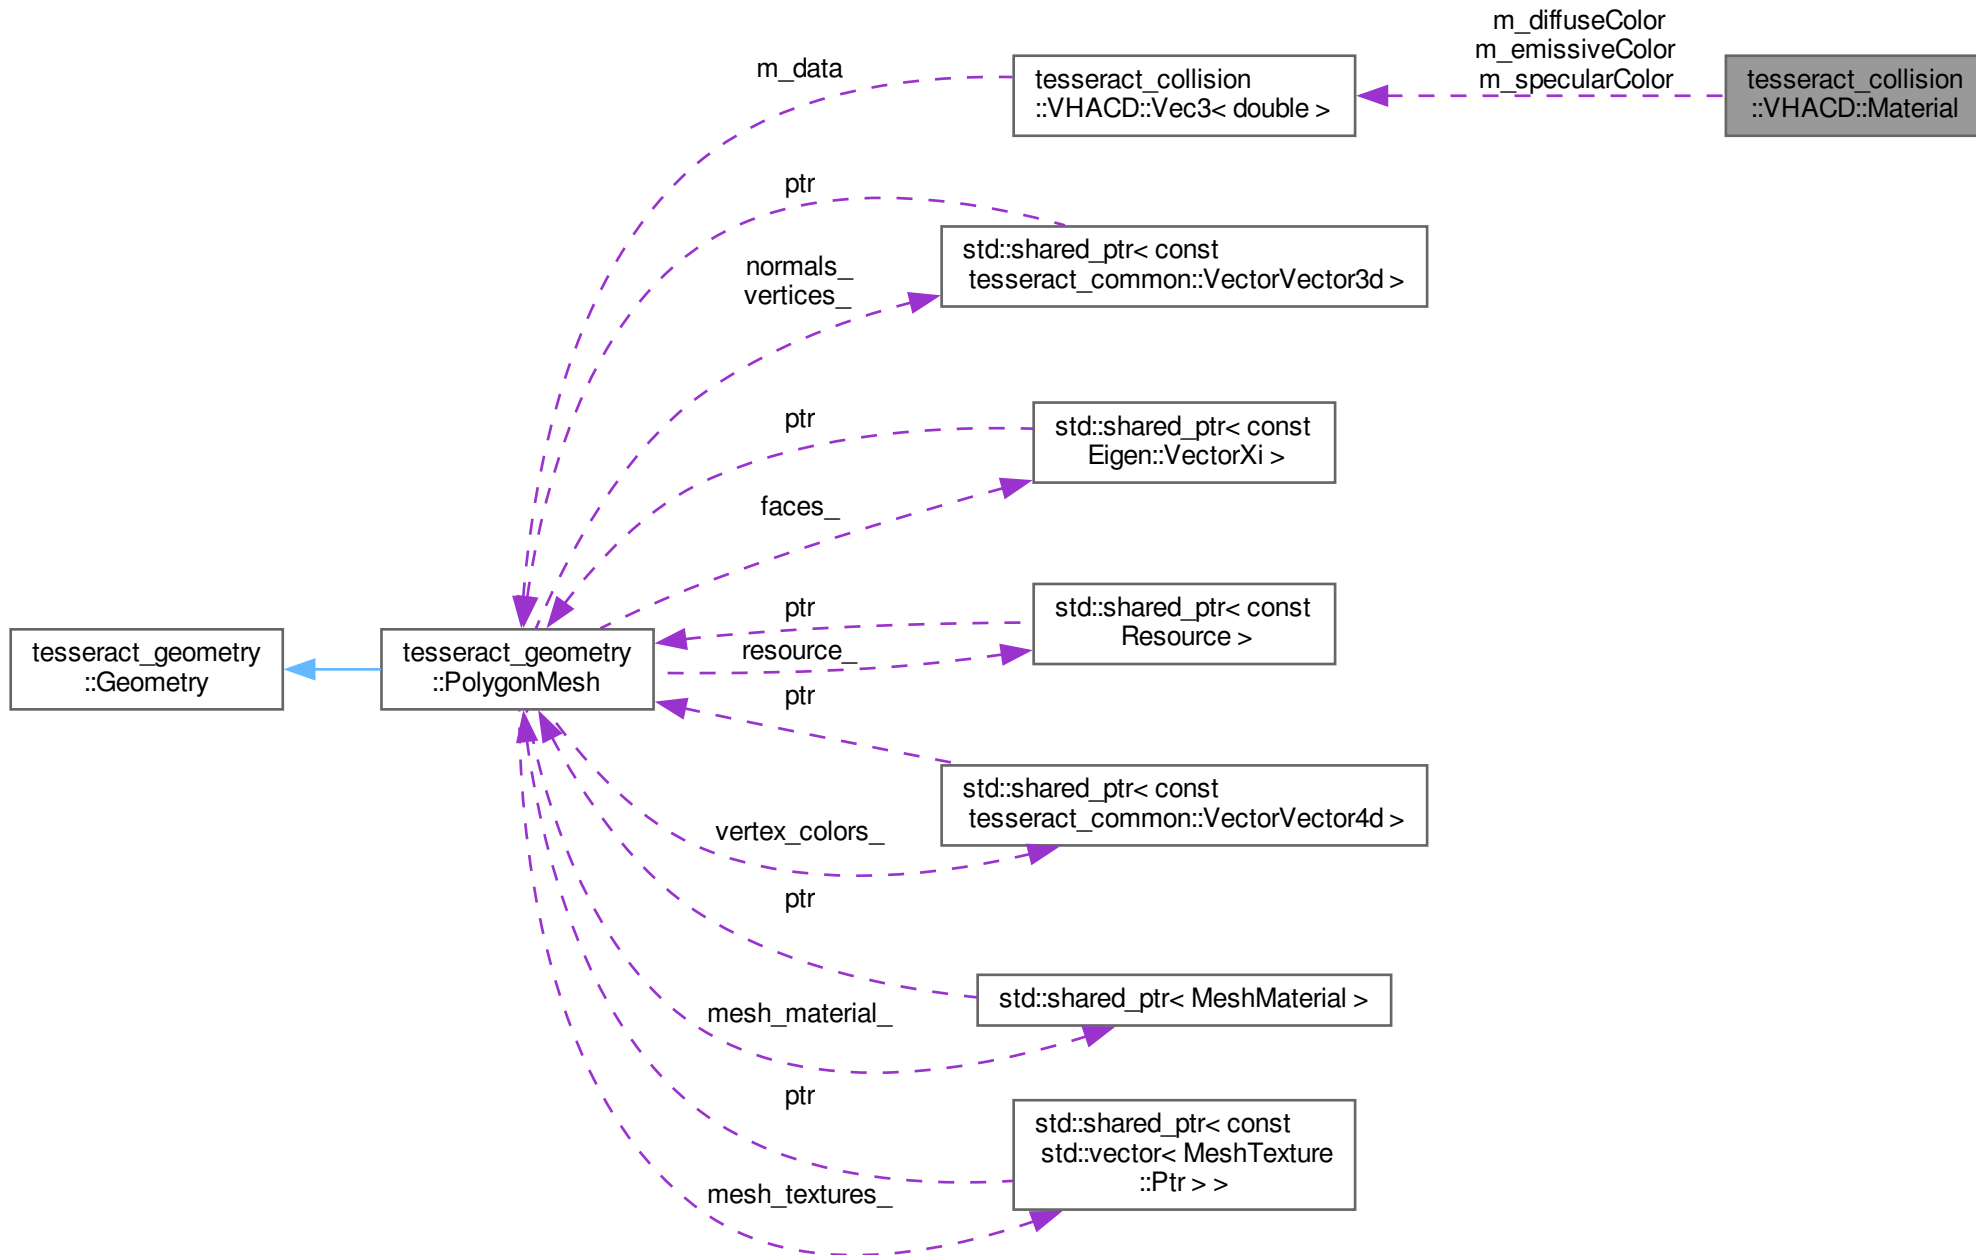 m_diffuseColor
m_emissiveColor
m_specularColor
m_data
tesseract_collision
::VHACD::Vec3< double >
tesseract_collision
::VHACD::Material
ptr
normals_
vertices_
std::shared_ptr< const
tesseract_common::VectorVector3d >
ptr
std::shared_ptr< const
Eigen::VectorXi >
faces_
ptr
std::shared_ptr< const
Resource >
resource_
tesseract_geometry
::Geometry
tesseract_geometry
::PolygonMesh
ptr
std::shared_ptr< const
tesseract_common::VectorVector4d >
vertex_colors_
ptr
std::shared_ptr< MeshMaterial >
mesh_material_
ptr
std::shared_ptr< const
std::vector< MeshTexture
::Ptr > >
mesh_textures_